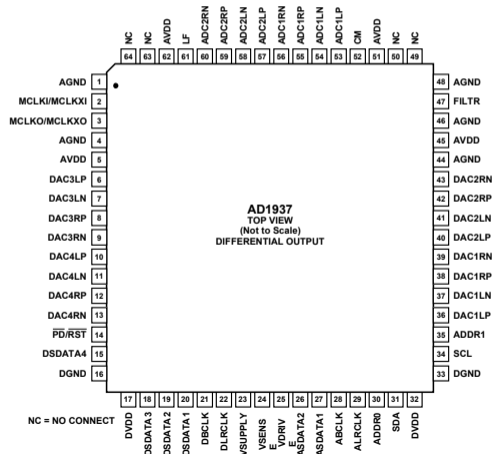 NC
NC
AVDD
LF
ADC2RN
ADC2RP
ADC2LN
ADC2LP
ADC1RN
ADC1RP
ADC1LN
ADC1LP
CM
AVDD
NC
NC
64 63 62 61 60 59 58 57 56 55 54 53 52 51 50 49
AGND 1
MCLKI/MCLKXI 2
MCLKO/MCLKXO 3
AGND 4
AVDD 5
DAC3LP 6
DAC3LN 7
DAC3RP 8
DAC3RN 9
DAC4LP 10
DAC4LN 11
DAC4RP 12
DAC4RN 13
PD/RST 14
DSDATA4 15
DGND 16
AD1937
TOP VIEW
(Not to Scale)
DIFFERENTIAL OUTPUT
48 AGND
47 FILTR
46 AGND
45 AVDD
44 AGND
43 DAC2RN
42 DAC2RP
41 DAC2LN
40 DAC2LP
39 DAC1RN
38 DAC1RP
37 DAC1LN
36 DAC1LP
35 ADDR1
34 SCL
33 DGND
17 18 19 20 21 22 23 24 25 26 27 28 29 30 31 32
NC = NO CONNECT
DVDD
DSDATA3
DSDATA2
DSDATA1
DBCLK
DLRCLK
VSUPPLY
VSENS
E
VDRIV
E
ASDATA2
ASDATA1
ABCLK
ALRCLK
ADDR0
SDA
DVDD